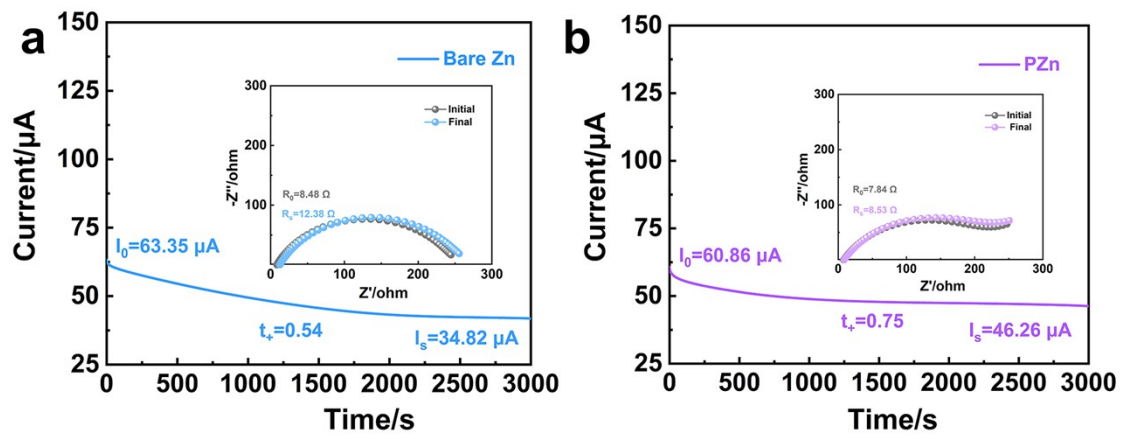 a
Bare Zn
Current/μA
150
125
100
75
50
25
0
500
1000
1500
2000
2500
3000
Time/s
I₀=63.35 μA
t₊=0.54
Iₛ=34.82 μA
-Z''/ohm
300
200
100
0
100
200
300
Z'/ohm
Initial
Final
R₀=8.48 Ω
Rₛ=12.38 Ω
b
PZn
Current/μA
150
125
100
75
50
25
0
500
1000
1500
2000
2500
3000
Time/s
I₀=60.86 μA
t₊=0.75
Iₛ=46.26 μA
-Z''/ohm
300
200
100
0
100
200
300
Z'/ohm
Initial
Final
R₀=7.84 Ω
Rₛ=8.53 Ω